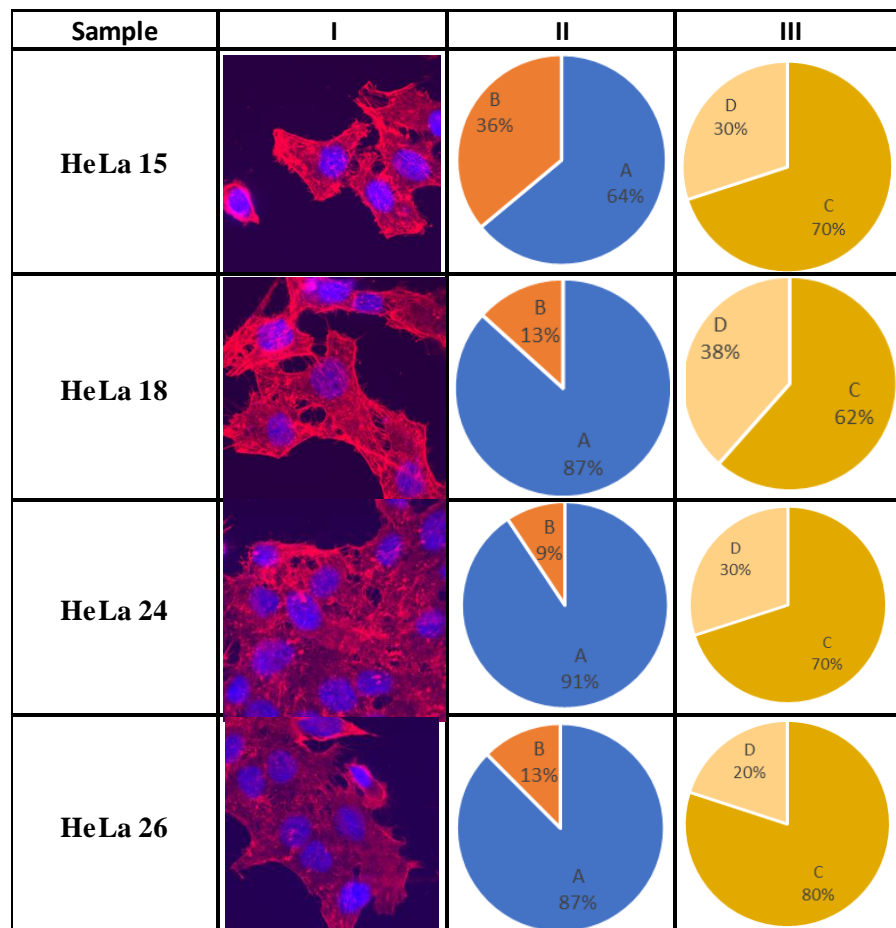 Sample I II III
HeLa 15
B
36%
A
64%
D
30%
C
70%
HeLa 18
B
13%
A
87%
D
38%
C
62%
HeLa 24
B
9%
A
91%
D
30%
C
70%
HeLa 26
B
13%
A
87%
D
20%
C
80%